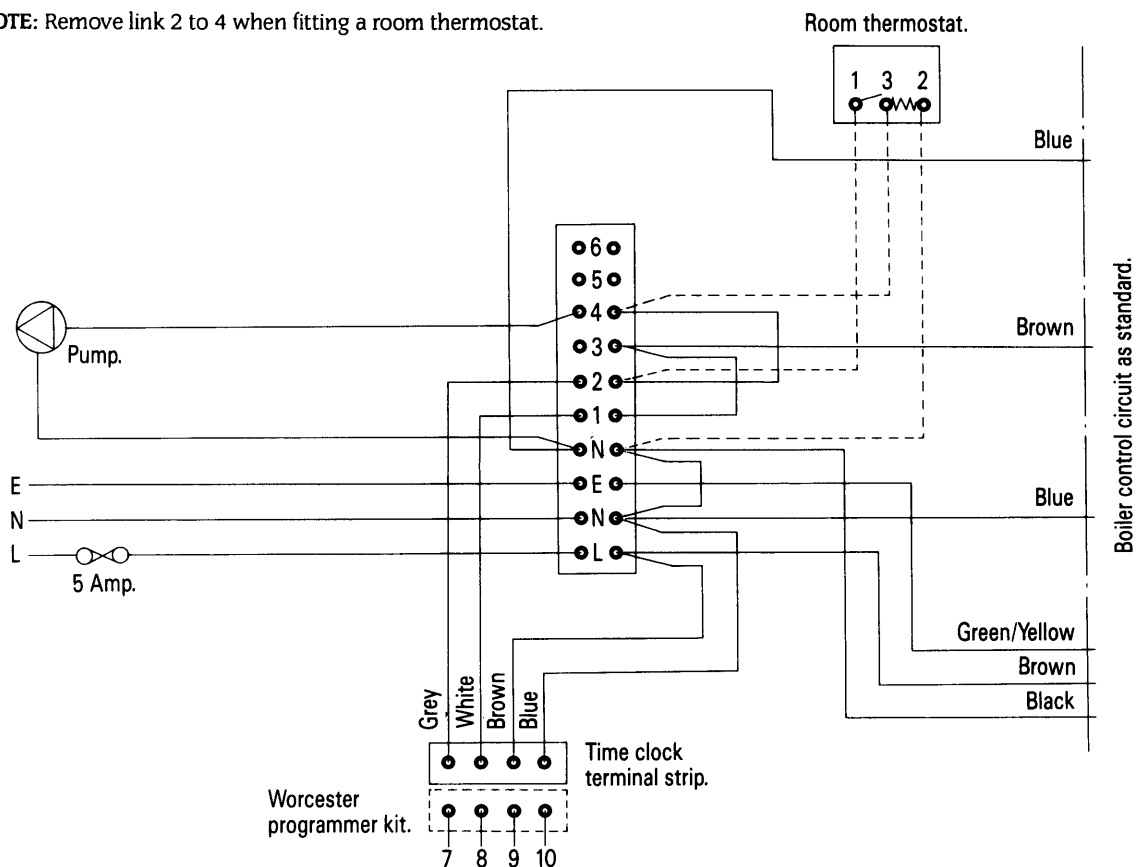 OTE: Remove link 2 to 4 when fitting a room thermostat.
Room thermostat.
1 3 2
Blue
6
5
4
3
2
1
N
E
N
L
Pump.
Brown
E
N
L
5 Amp.
Blue
Green/Yellow
Brown
Black
Boiler control circuit as standard.
Grey
White
Brown
Blue
Time clock
terminal strip.
Worcester
programmer kit.
7 8 9 10